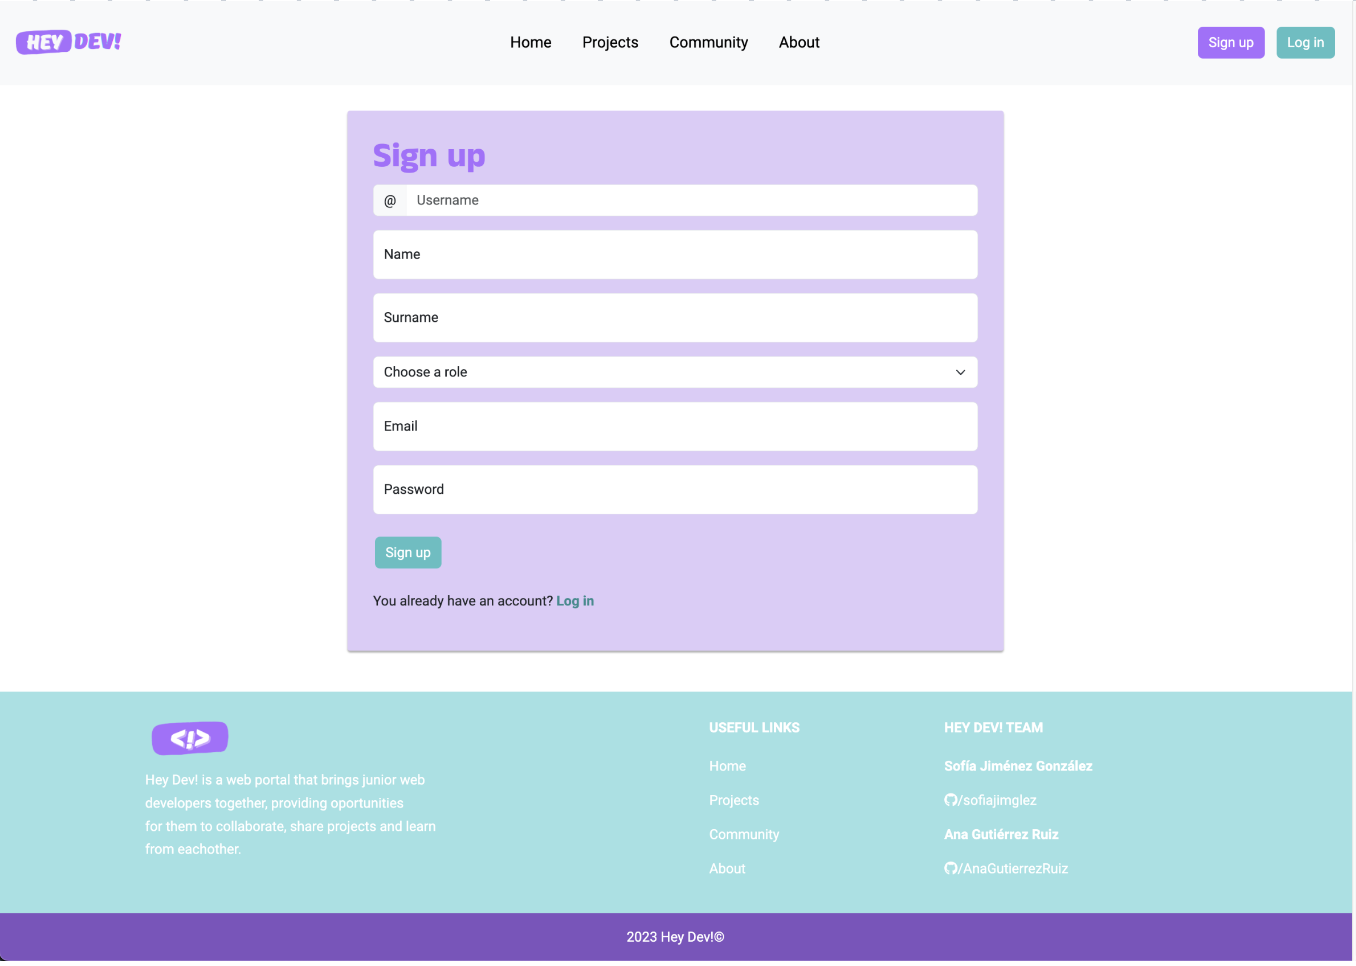 HEY DEV!
Home Projects Community About
Sign up Log in
Sign up
@ Username
Name
Surname
Choose a role
Email
Password
Sign up
You already have an account? Log in
<!>
Hey Dev! is a web portal that brings junior web
developers together, providing oportunities
for them to collaborate, share projects and learn
from eachother.
USEFUL LINKS
Home
Projects
Community
About
HEY DEV! TEAM
Sofía Jiménez González
/sofiajimglez
Ana Gutiérrez Ruiz
/AnaGutierrezRuiz
2023 Hey Dev!©